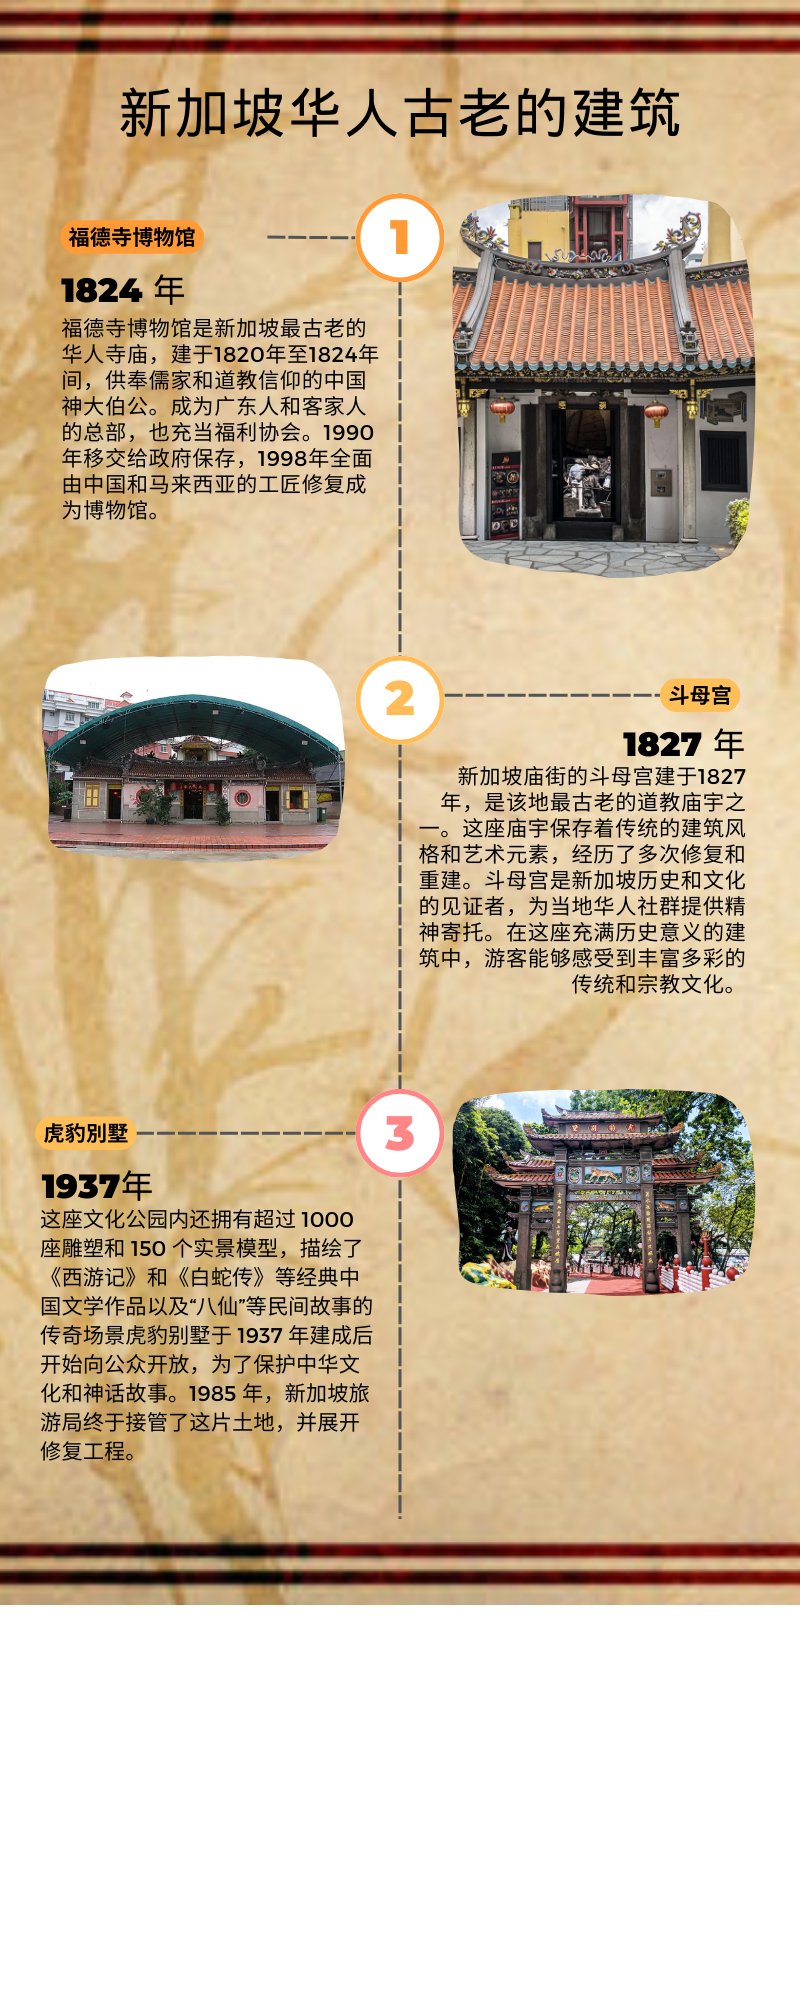 新加坡华人古老的建筑
1
福德寺博物馆
1824 年
福德寺博物馆是新加坡最古老的
华人寺庙，建于1820年至1824年
间，供奉儒家和道教信仰的中国
神大伯公。成为广东人和客家人
的总部，也充当福利协会。1990
年移交给政府保存，1998年全面
由中国和马来西亚的工匠修复成
为博物馆。
2
斗母宫
1827 年
新加坡庙街的斗母宫建于1827
年，是该地最古老的道教庙宇之
一。这座庙宇保存着传统的建筑风
格和艺术元素，经历了多次修复和
重建。斗母宫是新加坡历史和文化
的见证者，为当地华人社群提供精
神寄托。在这座充满历史意义的建
筑中，游客能够感受到丰富多彩的
传统和宗教文化。
3
虎豹別墅
1937年
这座文化公园内还拥有超过 1000
座雕塑和 150 个实景模型，描绘了
《西游记》和《白蛇传》等经典中
国文学作品以及“八仙”等民间故事的
传奇场景虎豹别墅于 1937 年建成后
开始向公众开放，为了保护中华文
化和神话故事。1985 年，新加坡旅
游局终于接管了这片土地，并展开
修复工程。